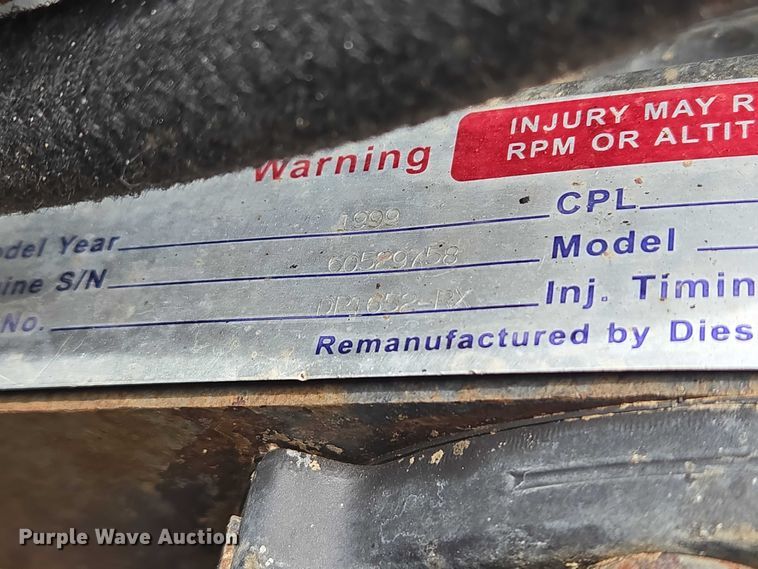 Warning
INJURY MAY R
RPM OR ALTIT
odel Year 1999
CPL
ine S/N 60529758
Model
No.
Inj. Timin
Remanufactured by Dies
Purple Wave Auction